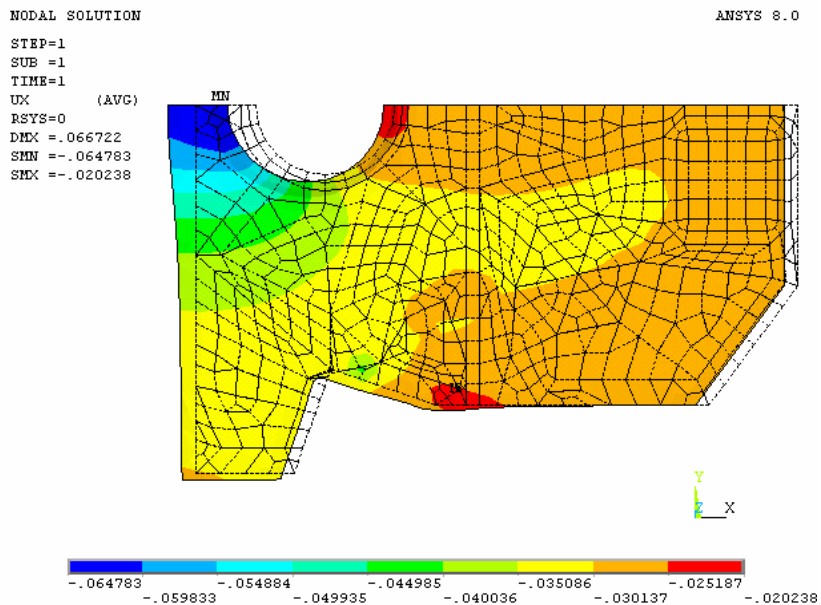 NODAL SOLUTION
ANSYS 8.0
STEP=1
SUB =1
TIME=1
UX (AVG)
RSYS=0
DMX =.066722
SMN =-.064783
SMX =-.020238
MN
Y
Z X
-.064783 -.054884 -.044985 -.035086 -.025187
-.059833 -.049935 -.040036 -.030137 -.020238